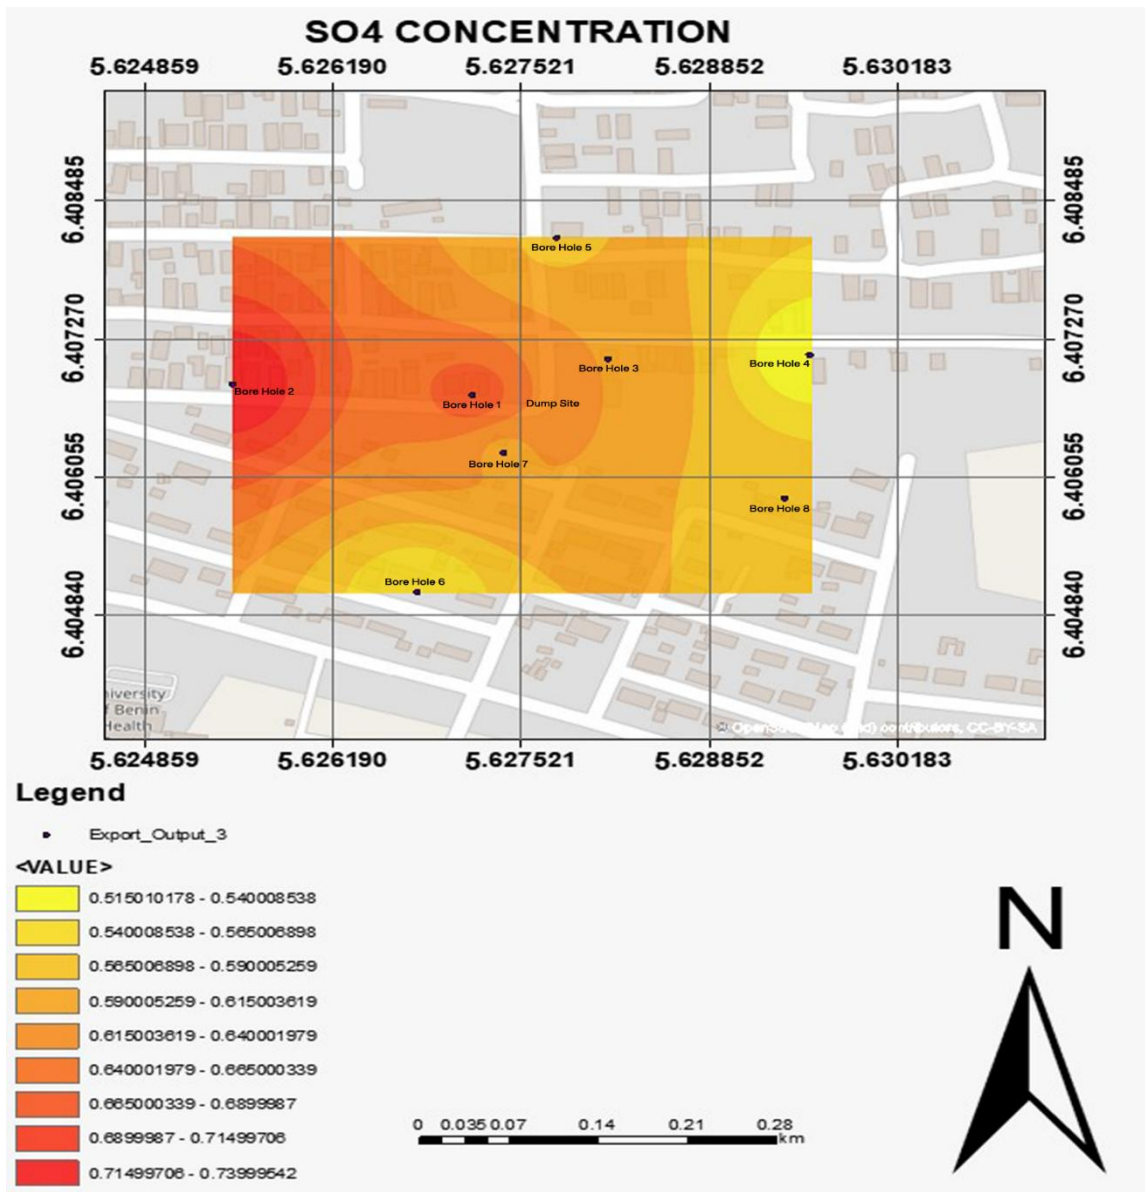 SO4 CONCENTRATION
5.624859 5.626190 5.627521 5.628852 5.630183
6.408485 6.408485
Bore Hole 5
6.407270 6.407270
Bore Hole 4
Bore Hole 3
Bore Hole 2
Bore Hole 1 Dump Site
Bore Hole 7
6.406055 6.406055
Bore Hole 8
Bore Hole 6
6.404840 6.404840
iversity
Benin
Health
contributors, CC-BY-SA
5.624859 5.626190 5.627521 5.628852 5.630183
Legend
Export_Output_3
<VALUE>
0.515010178 - 0.540008538
0.540008538 - 0.565006898
0.565006898 - 0.590005259
0.590005259 - 0.615003619
0.615003619 - 0.640001979
0.640001979 - 0.665000339
0.665000339 - 0.6899987
0.6899987 - 0.71499706
0.71499706 - 0.73999542
N
0 0.035 0.07 0.14 0.21 0.28
km